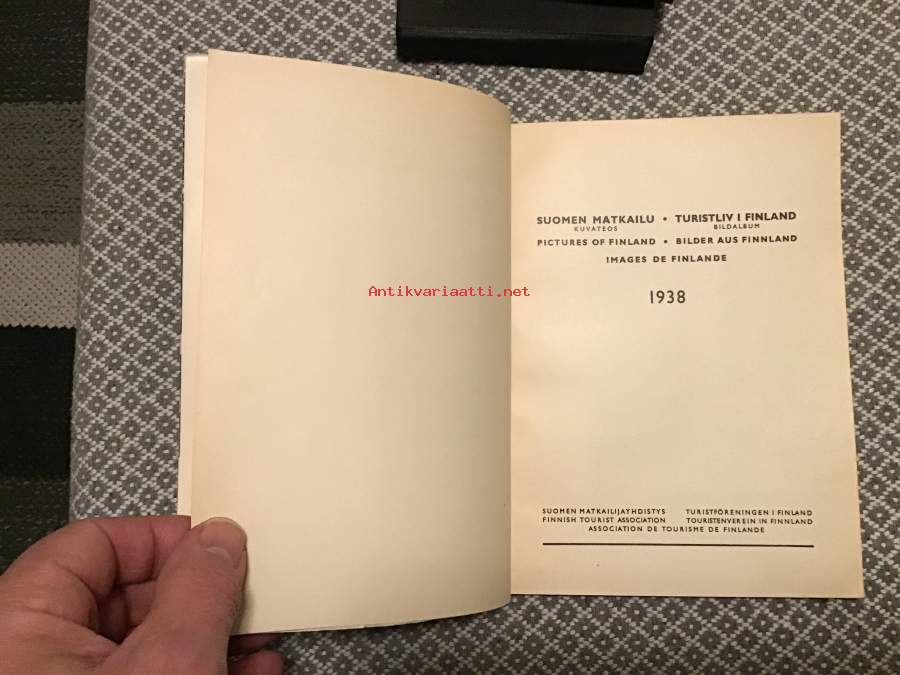 SUOMEN MATKAILU • TURISTLIV I FINLAND
KUVATEOS BILDALBUM
PICTURES OF FINLAND • BILDER AUS FINNLAND
IMAGES DE FINLANDE
Antikvariaatti.net
1938
SUOMEN MATKAILIJAYHDISTYS TURISTFÖRENINGEN I FINLAND
FINNISH TOURIST ASSOCIATION TOURISTENVEREIN IN FINNLAND
ASSOCIATION DE TOURISME DE FINLANDE